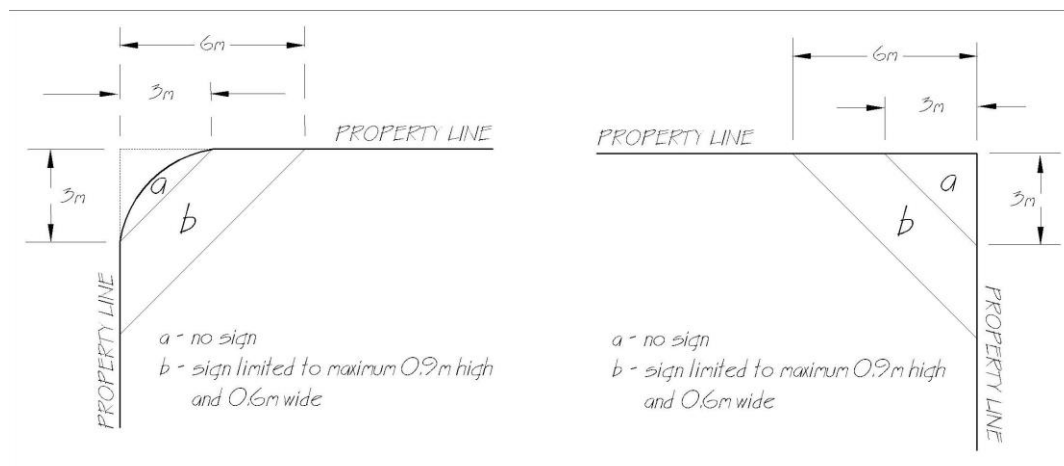 6m
3m
PROPERTY LINE
3m
a
b
PROPERTY LINE
a - no sign
b - sign limited to maximum 0.9m high
and 0.6m wide
6m
3m
PROPERTY LINE
a
3m
b
PROPERTY LINE
a - no sign
b - sign limited to maximum 0.9m high
and 0.6m wide